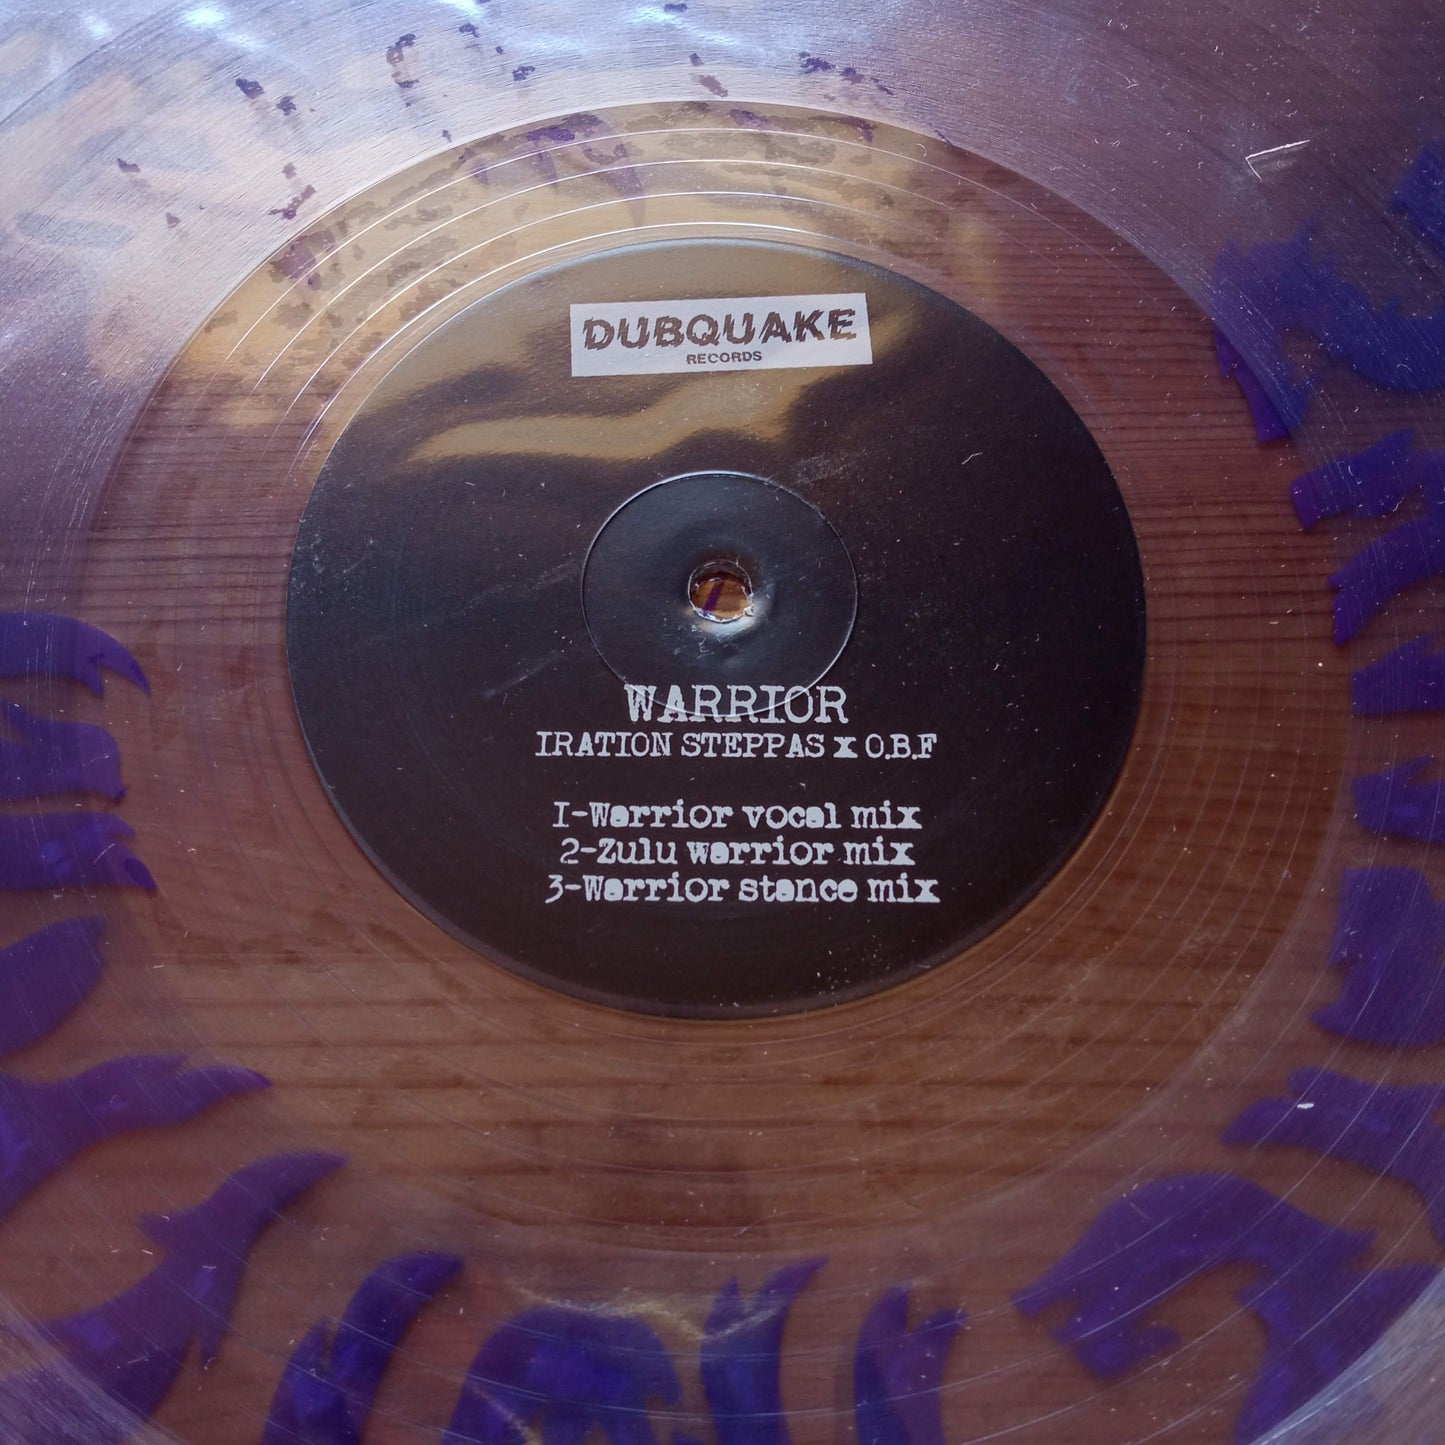 DUBQUAKE
RECORDS
WARRIOR
IRATION STEPPAS x O.B.F
1-Warrior vocal mix
2-Zulu warrior mix
3-Warrior stance mix